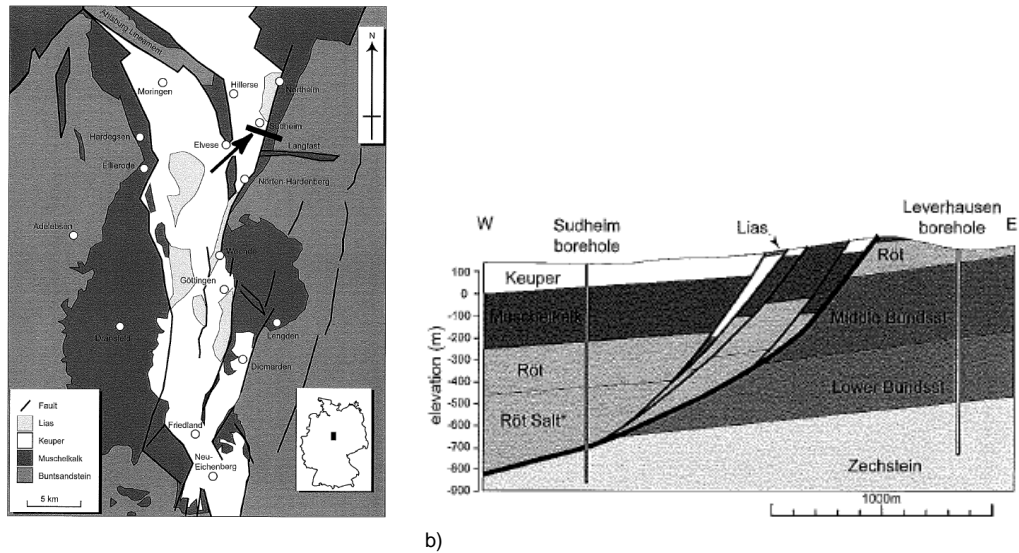 Ahlsburg Lineament
N
Moringen
Hillerse
Northeim
Sudheim
Hardegsen
Elvese
Langfast
Ellierode
Nörten-Hardenberg
Adelebsen
Göttingen
Dransfeld
Lengden
Diemarden
Friedland
Neu-
Eichenberg
Fault
Lias
Keuper
Muschelkalk
Buntsandstein
5 km
W
Sudheim
borehole
Lias
Leverhausen
borehole
E
Röt
Keuper
Muschelkalk
Middle Bundsst
Röt
Lower Bundsst
Röt Salt*
Zechstein
elevation (m)
100
0
-100
-200
-300
-400
-500
-600
-700
-800
-900
1000m
b)